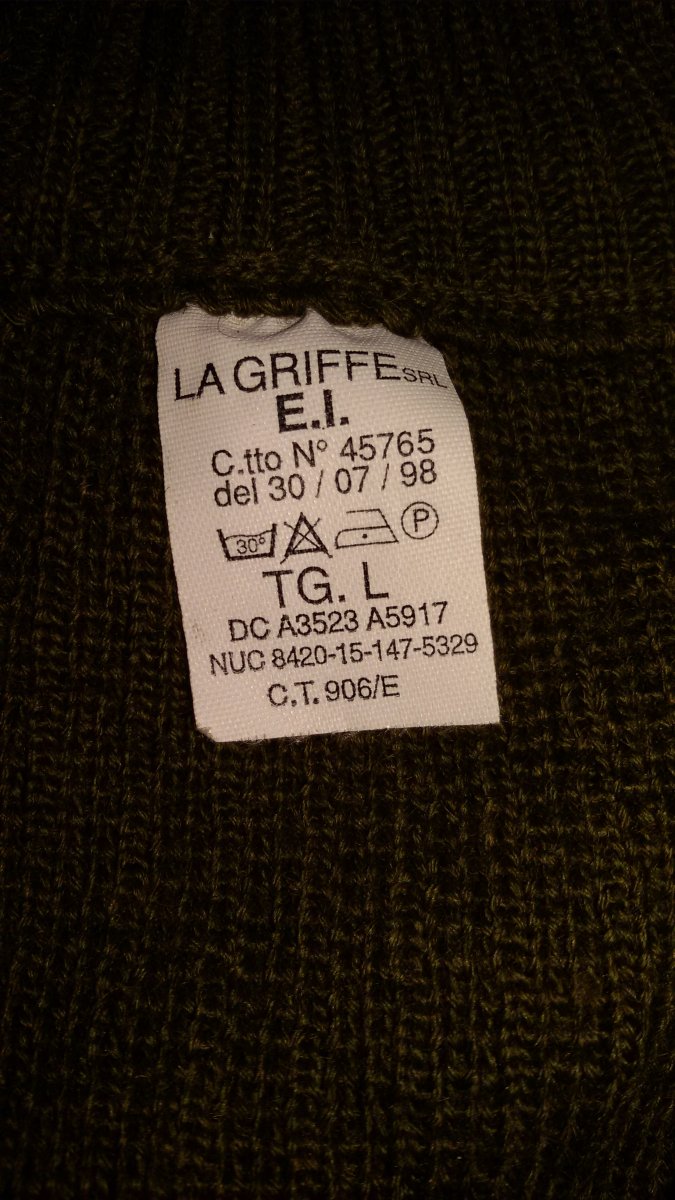 LA GRIFFE SRL
E.I.
C.tto N° 45765
del 30 / 07 / 98
30° P
TG. L
DC A3523 A5917
NUC 8420-15-147-5329
C.T. 906/E